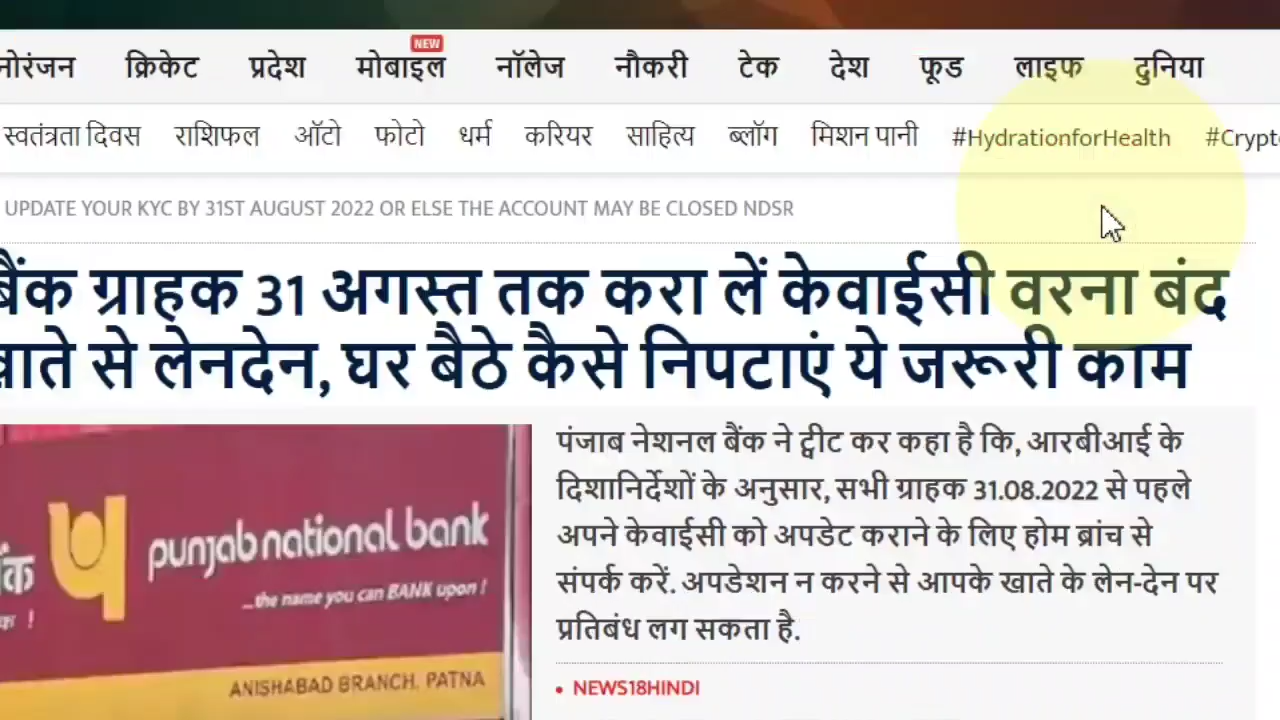 क्रिकेट प्रदेश मोबाइल NEW नॉलेज नौकरी टेक देश फूड लाइफ दुनिया
स्वतंत्रता दिवस राशिफल ऑटो फोटो धर्म करियर साहित्य ब्लॉग मिशन पानी #HydrationforHealth
UPDATE YOUR KYC BY 31ST AUGUST 2022 OR ELSE THE ACCOUNT MAY BE CLOSED NDSR
बैंक ग्राहक 31 अगस्त तक करा लें केवाईसी वरना बंद
से लेनदेन, घर बैठे कैसे निपटाएं ये जरूरी काम
punjab national bank
...the name you can BANK upon !
ANISHABAD BRANCH, PATNA
पंजाब नेशनल बैंक ने ट्वीट कर कहा है कि, आरबीआई के
दिशानिर्देशों के अनुसार, सभी ग्राहक 31.08.2022 से पहले
अपने केवाईसी को अपडेट कराने के लिए होम ब्रांच से
संपर्क करें. अपडेशन न करने से आपके खाते के लेन-देन पर
प्रतिबंध लग सकता है.
• NEWS18HINDI